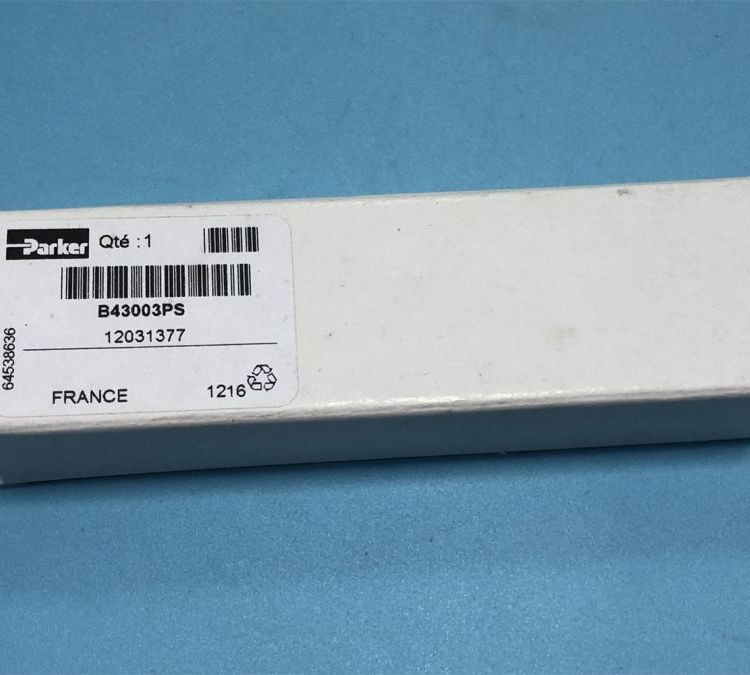 Parker Qté : 1
B43003PS
12031377
64538636
FRANCE 1216